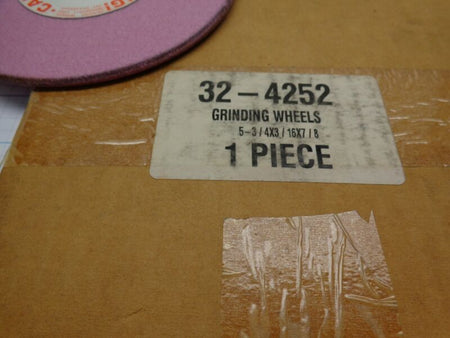 32-4252
GRINDING WHEELS
5-3/4X3/16X7/8
1 PIECE